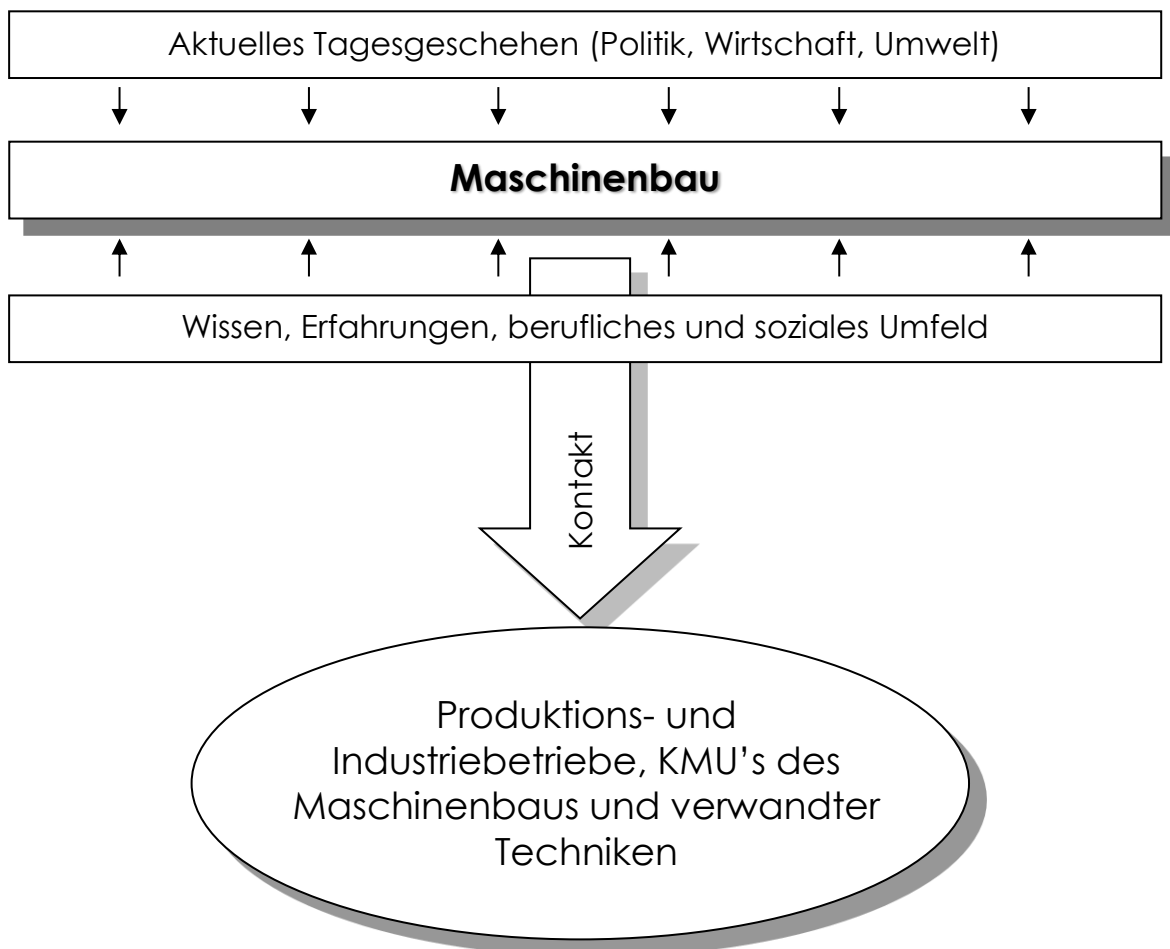 Aktuelles Tagesgeschehen (Politik, Wirtschaft, Umwelt)
Maschinenbau
Wissen, Erfahrungen, berufliches und soziales Umfeld
Kontakt
Produktions- und
Industriebetriebe, KMU’s des
Maschinenbaus und verwandter
Techniken